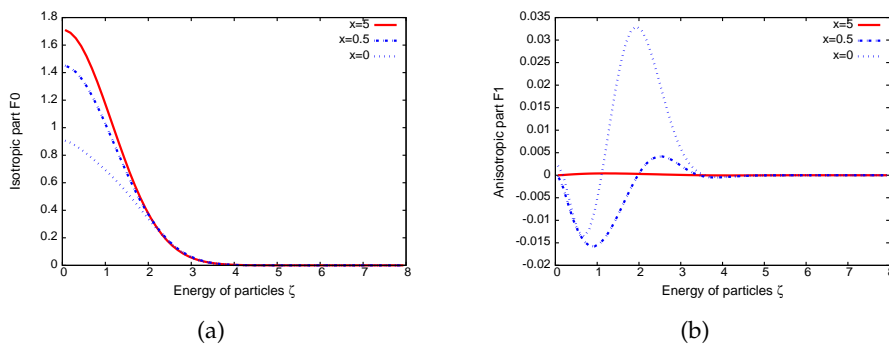 1.8
1.6
1.4
1.2
1
0.8
0.6
0.4
0.2
0
0 1 2 3 4 5 6 7 8
Isotropic part F0
Energy of particles ζ
x=5
x=0.5
x=0
(a)
0.035
0.03
0.025
0.02
0.015
0.01
0.005
0
-0.005
-0.01
-0.015
-0.02
0 1 2 3 4 5 6 7 8
Anisotropic part F1
Energy of particles ζ
x=5
x=0.5
x=0
(b)